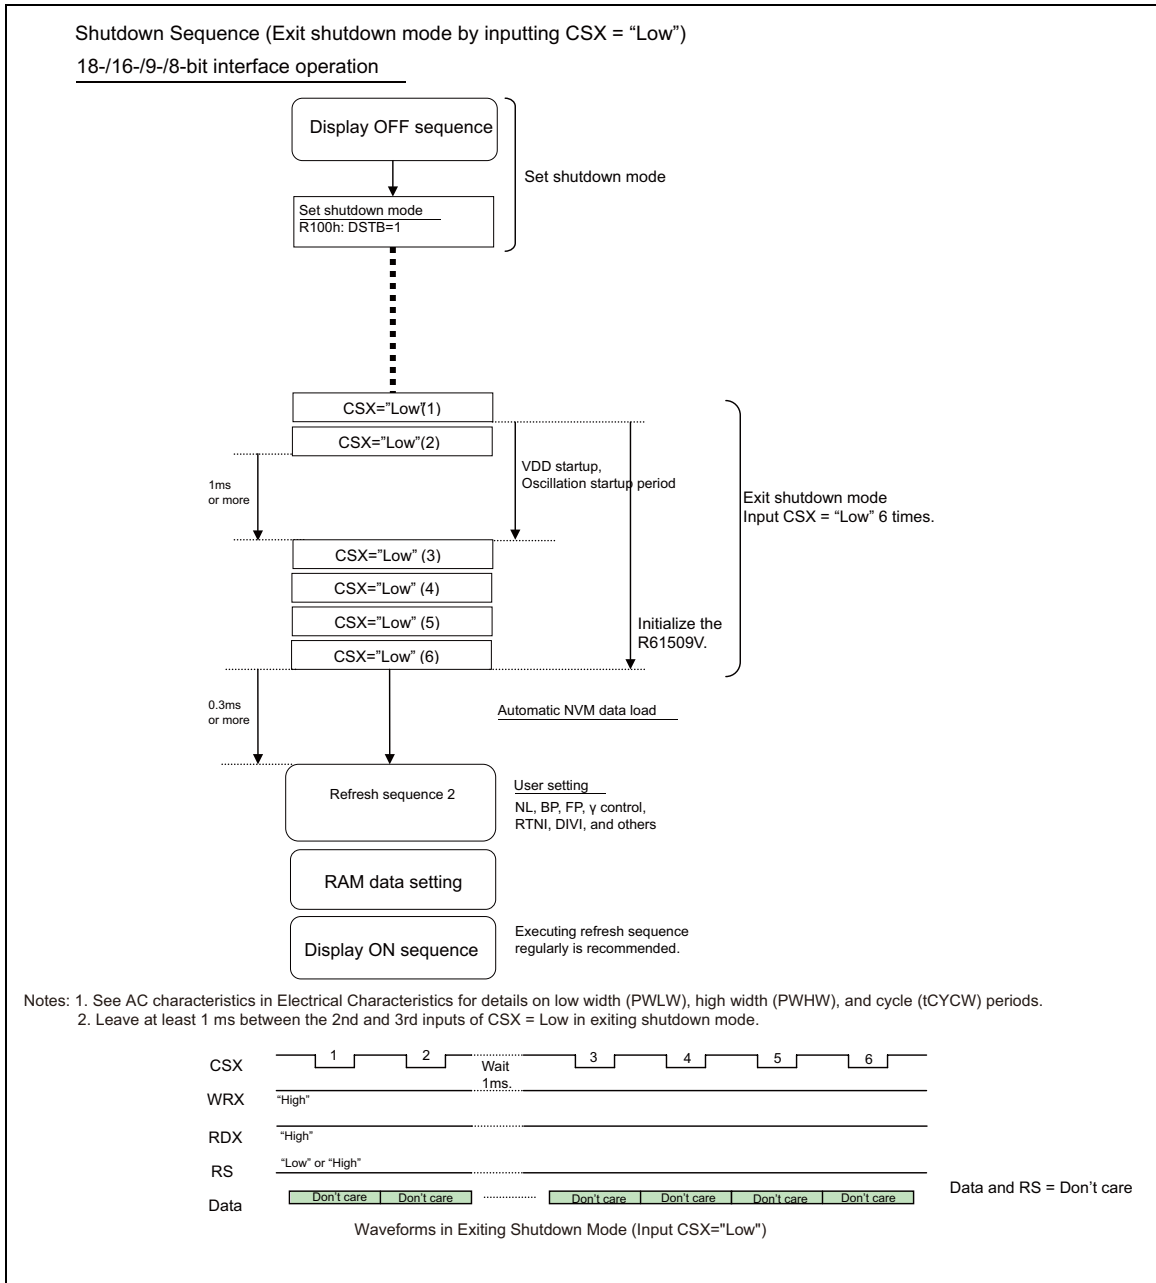 Shutdown Sequence (Exit shutdown mode by inputting CSX = “Low”)
18-/16-/9-/8-bit interface operation
Display OFF sequence
Set shutdown mode
Set shutdown mode
R100h: DSTB=1
CSX=”Low”(1)
CSX=”Low”(2)
1ms
or more
VDD startup,
Oscillation startup period
Exit shutdown mode
Input CSX = “Low” 6 times.
CSX=”Low” (3)
CSX=”Low” (4)
CSX=”Low” (5)
CSX=”Low” (6)
Initialize the
R61509V.
0.3ms
or more
Automatic NVM data load
Refresh sequence 2
User setting
NL, BP, FP, γ control,
RTNI, DIVI, and others
RAM data setting
Display ON sequence
Executing refresh sequence
regularly is recommended.
Notes: 1. See AC characteristics in Electrical Characteristics for details on low width (PWLW), high width (PWHW), and cycle (tCYCW) periods.
2. Leave at least 1 ms between the 2nd and 3rd inputs of CSX = Low in exiting shutdown mode.
CSX 1 2 Wait 3 4 5 6
1ms.
WRX “High”
RDX “High”
RS “Low” or “High”
Data Don't care Don't care Don't care Don't care Don't care Don't care
Data and RS = Don’t care
Waveforms in Exiting Shutdown Mode (Input CSX="Low")